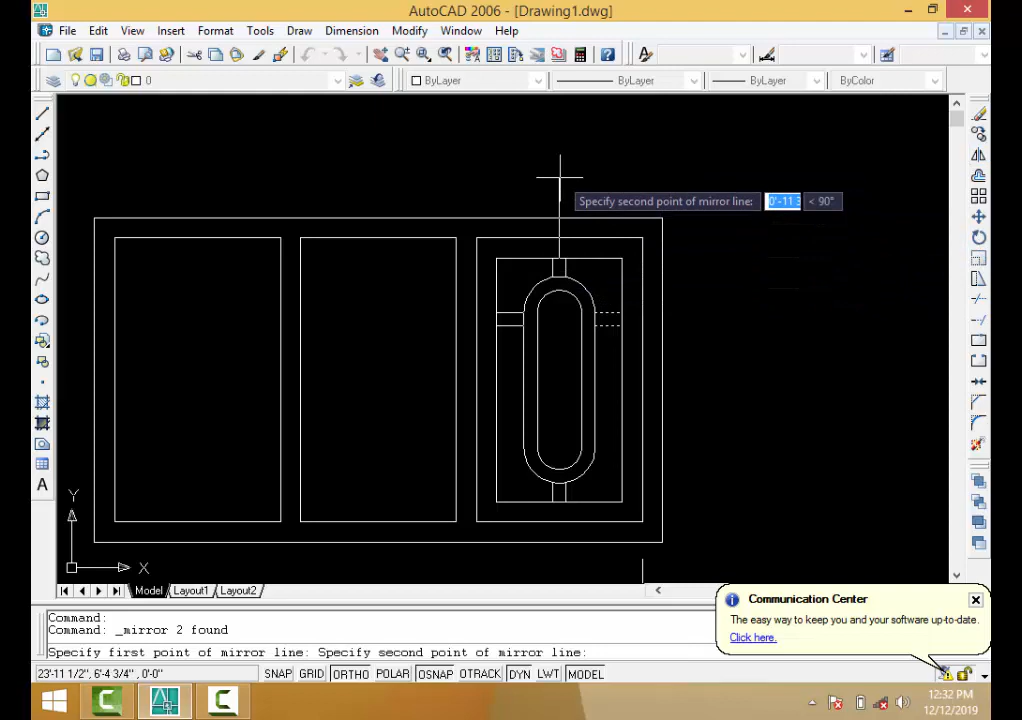 AutoCAD 2006 - [Drawing1.dwg]
File Edit View Insert Format Tools Draw Dimension Modify Window Help
0 ByLayer ByLayer ByLayer ByColor
Specify second point of mirror line: 0'-11 3 < 90°
Y
X
Model Layout1 Layout2
Communication Center
The easy way to keep you and your software up-to-date.
Click here.
Command:
Command: _mirror 2 found
Specify first point of mirror line: Specify second point of mirror line:
23'-11 1/2", 6'-4 3/4", 0'-0" SNAP GRID ORTHO POLAR OSNAP OTRACK DYN LWT MODEL
12:32 PM
12/12/2019